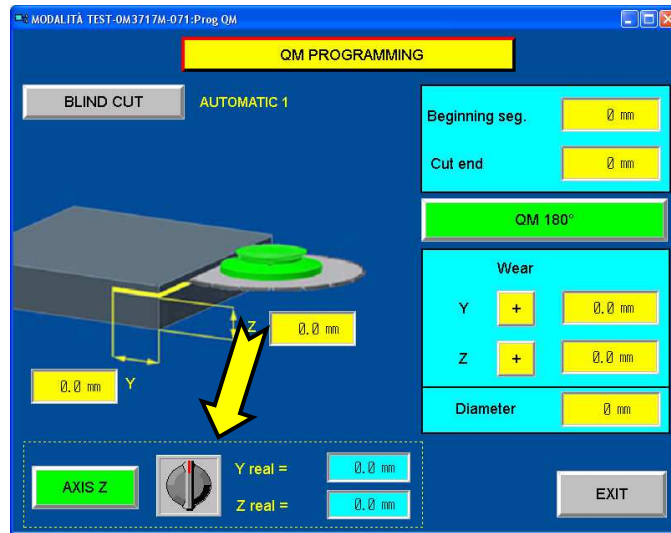 MODALITÀ TEST-0M3717M-071:Prog QM
QM PROGRAMMING
BLIND CUT
AUTOMATIC 1
Beginning seg.
0 mm
Cut end
0 mm
QM 180°
Wear
Y
+
0.0 mm
Z
+
0.0 mm
Diameter
0 mm
Z
0.0 mm
0.0 mm
Y
AXIS Z
Y real =
0.0 mm
Z real =
0.0 mm
EXIT